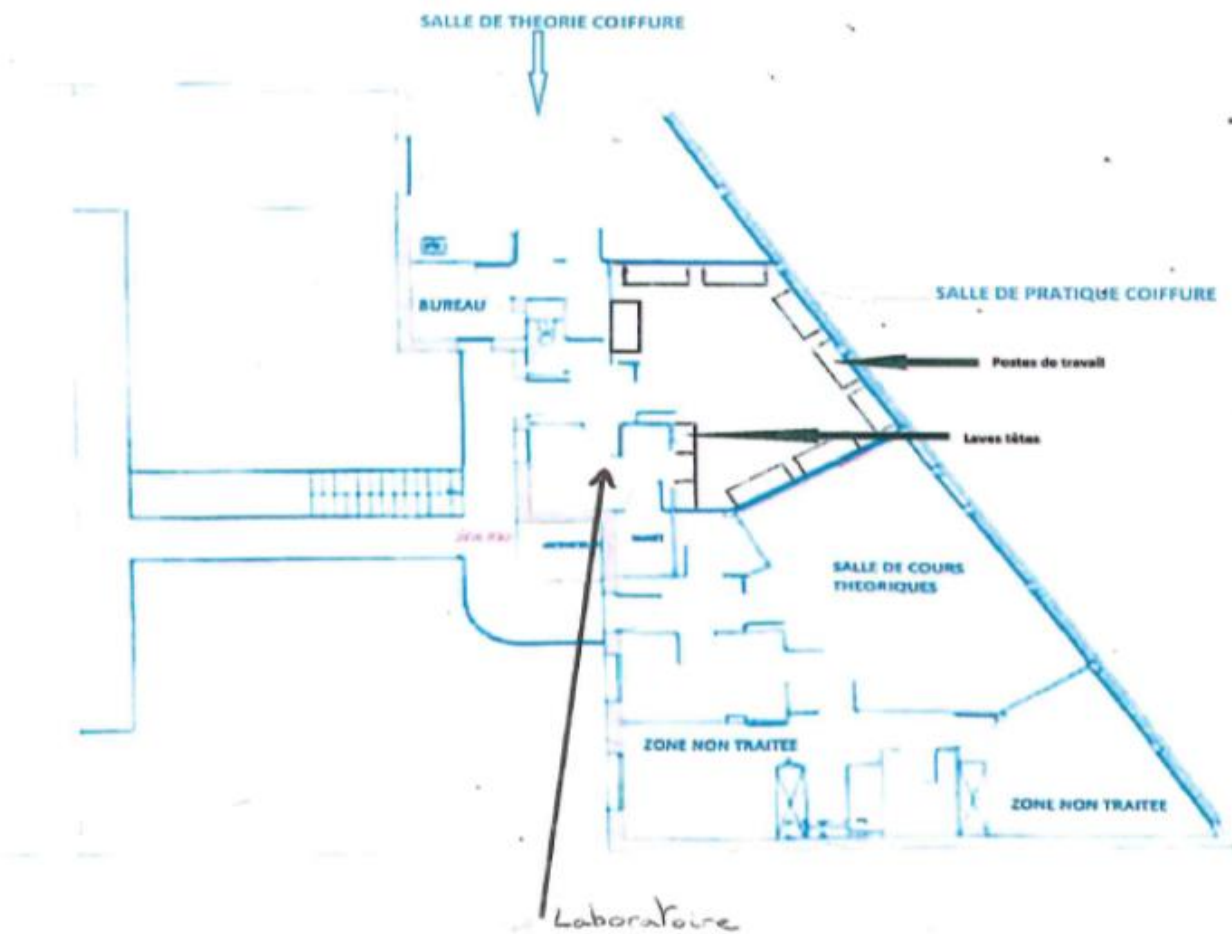 SALLE DE THEORIE COIFFURE
BUREAU
SALLE DE PRATIQUE COIFFURE
Postes de travail
Laves têtes
SALLE DE COURS
THEORIQUES
ZONE NON TRAITEE
ZONE NON TRAITEE
Laboratoire